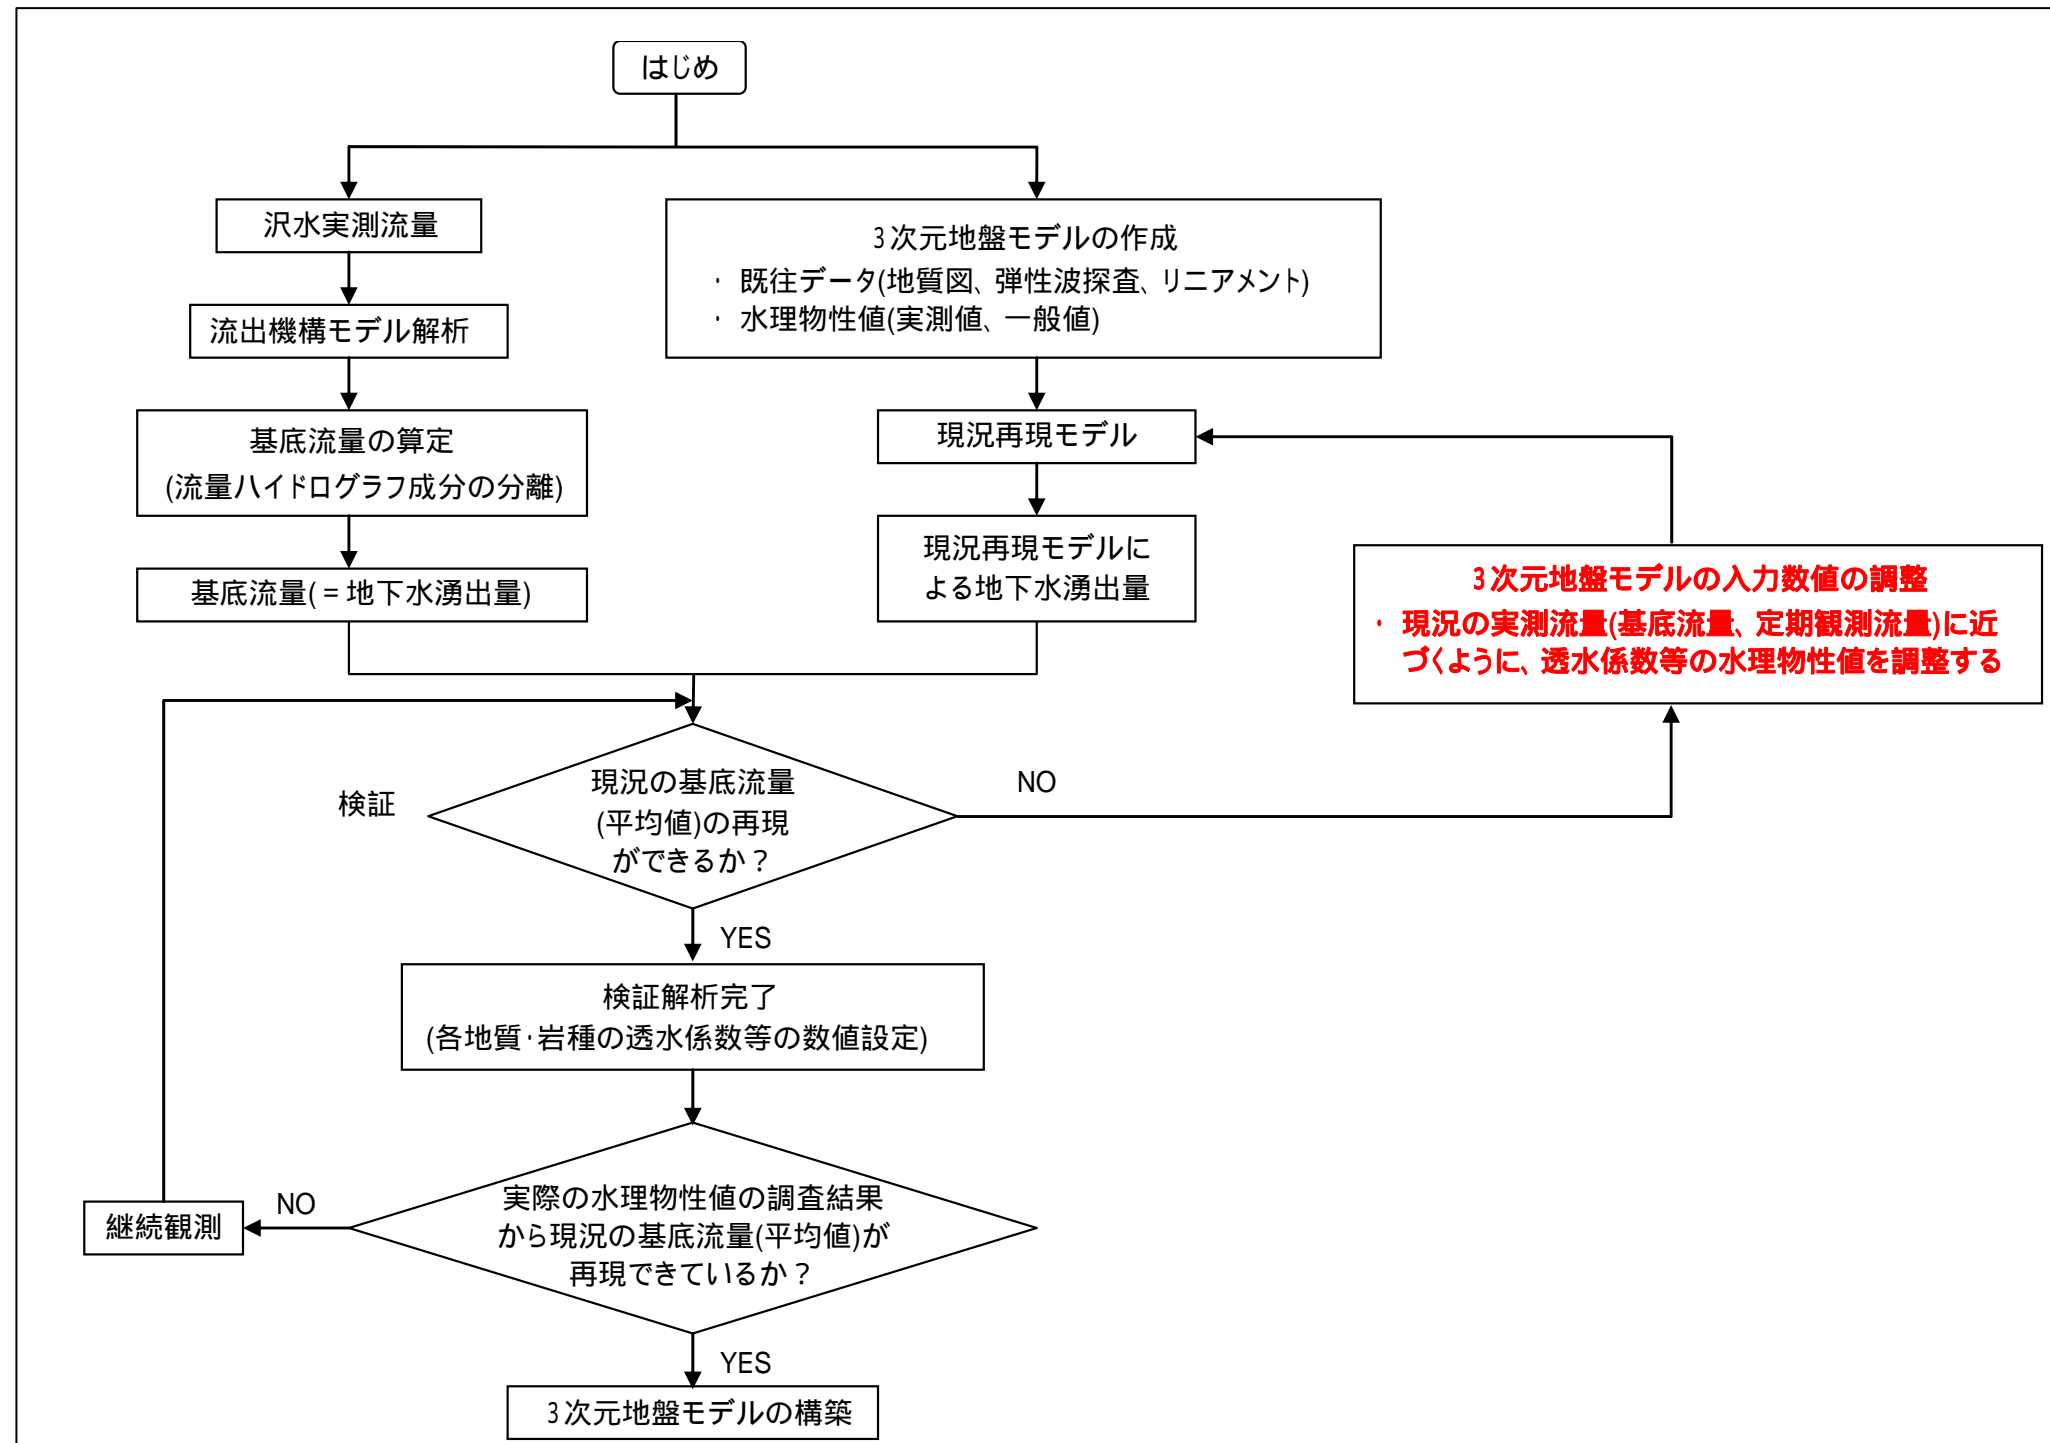 はじめ
沢水実測流量
流出機構モデル解析
基底流量の算定
(流量ハイドログラフ成分の分離)
基底流量(=地下水湧出量)
3次元地盤モデルの作成
・ 既往データ(地質図、弾性波探査、リニアメント)
・ 水理物性値(実測値、一般値)
現況再現モデル
現況再現モデルに
よる地下水湧出量
3次元地盤モデルの入力数値の調整
・ 現況の実測流量(基底流量、定期観測流量)に近
づくように、透水係数等の水理物性値を調整する
検証
現況の基底流量
(平均値)の再現
ができるか？
NO
YES
検証解析完了
(各地質・岩種の透水係数等の数値設定)
実際の水理物性値の調査結果
から現況の基底流量(平均値)が
再現できているか？
NO
継続観測
YES
3次元地盤モデルの構築